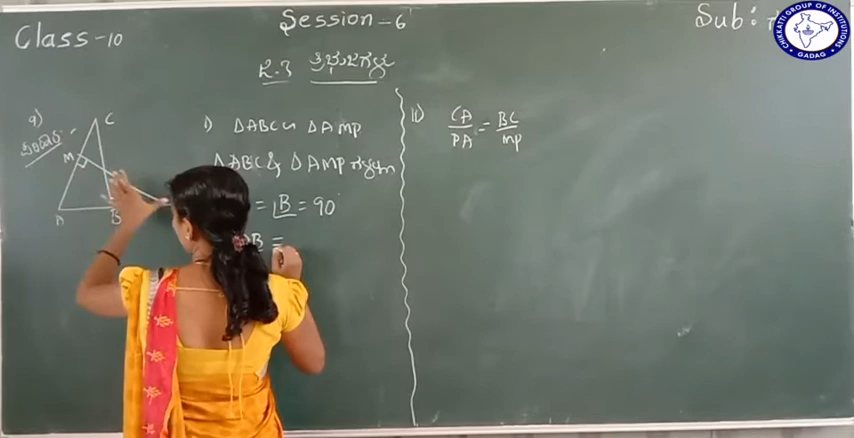 Class-10
Session-6
Sub:
CHIKKATTI GROUP OF INSTITUTIONS
GADAG
2.3 ತ್ರಿಭುಜಗಳು
9)
C
M
A
B
i) ΔABC ~ ΔAMP
ΔABC & ΔAMP ಗಳಲ್ಲಿ
= ∟B = 90°
B =
ii) CA/PA = BC/MP